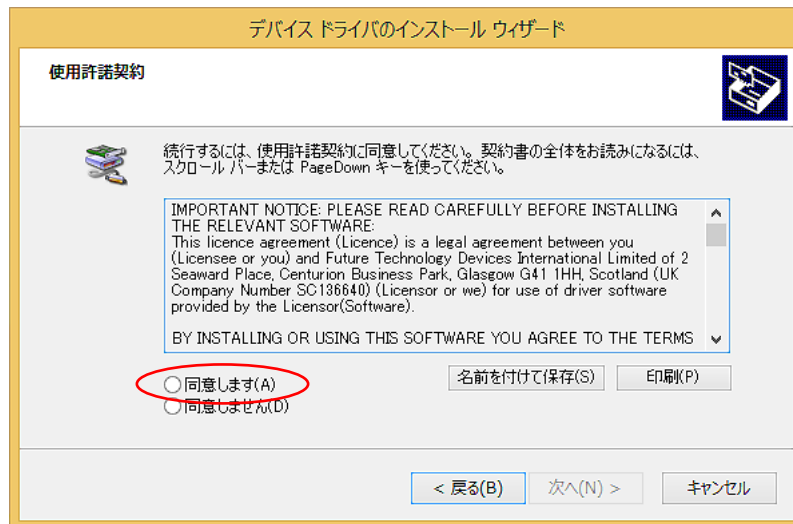 デバイス ドライバのインストール ウィザード
使用許諾契約
続行するには、使用許諾契約に同意してください。契約書の全体をお読みになるには、
スクロール バーまたは PageDown キーを使ってください。
IMPORTANT NOTICE: PLEASE READ CAREFULLY BEFORE INSTALLING
THE RELEVANT SOFTWARE:
This licence agreement (Licence) is a legal agreement between you
(Licensee or you) and Future Technology Devices International Limited of 2
Seaward Place, Centurion Business Park, Glasgow G41 1HH, Scotland (UK
Company Number SC136640) (Licensor or we) for use of driver software
provided by the Licensor(Software).
BY INSTALLING OR USING THIS SOFTWARE YOU AGREE TO THE TERMS
同意します(A)
名前を付けて保存(S) 印刷(P)
同意しません(D)
< 戻る(B) 次へ(N) > キャンセル